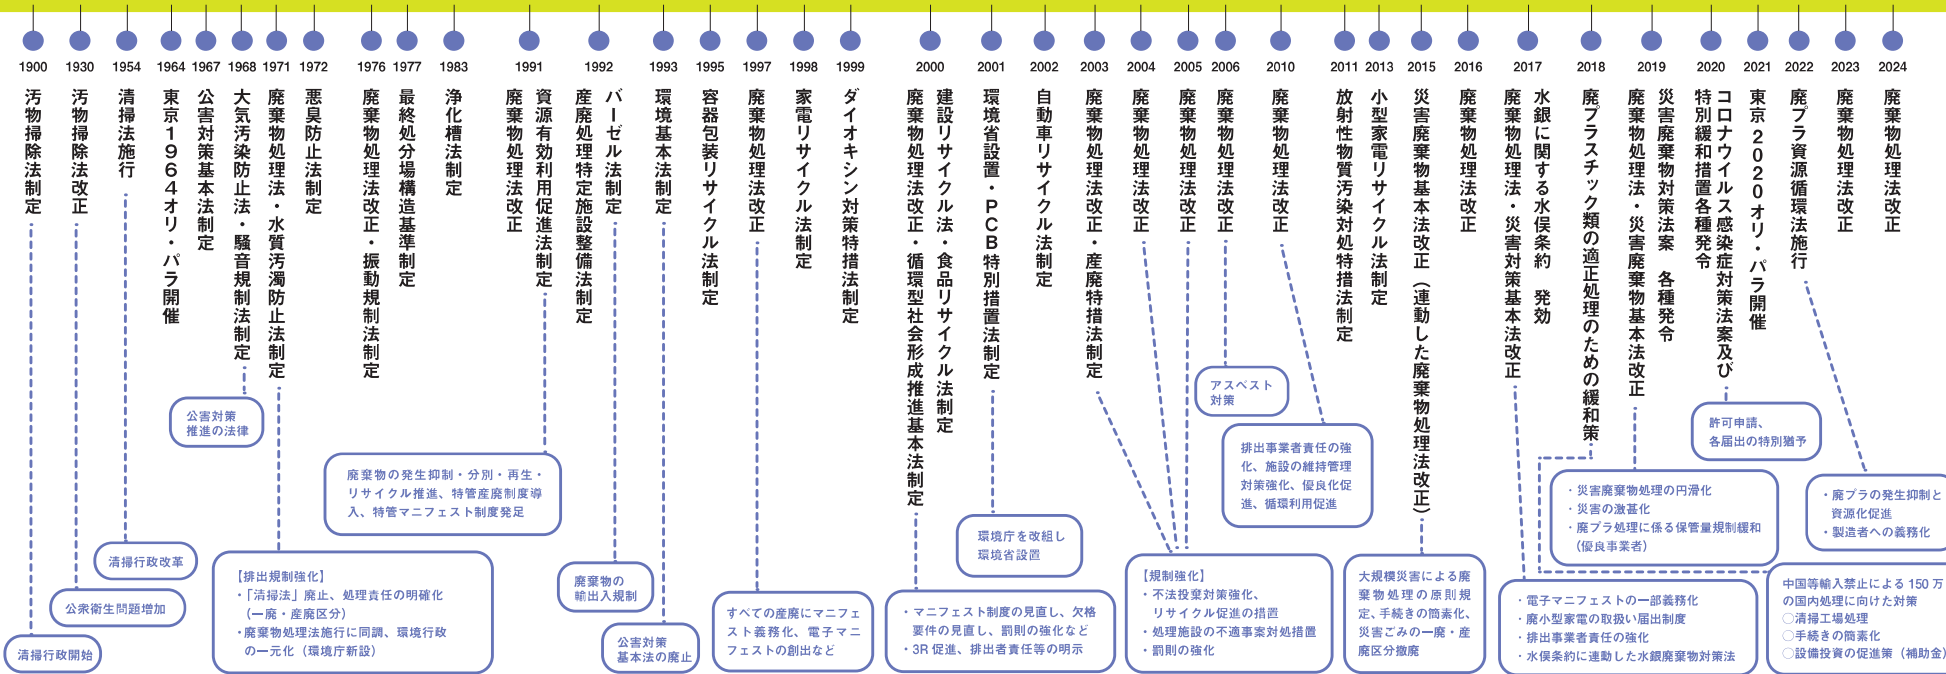 1900
汚物掃除法制定
1930
汚物掃除法改正
1954
清掃法施行
1964
東京1964オリ・パラ開催
1967
公害対策基本法制定
1968
大気汚染防止法・騒音規制法制定
1971
廃棄物処理法・水質汚濁防止法制定
1972
悪臭防止法制定
1976
廃棄物処理法改正・振動規制法制定
1977
最終処分場構造基準制定
1983
浄化槽法制定
1991
資源有効利用促進法制定
廃棄物処理法改正
1992
バーゼル法制定
産廃処理特定施設整備法制定
1993
環境基本法制定
1995
容器包装リサイクル法制定
1997
廃棄物処理法改正
1998
家電リサイクル法制定
1999
ダイオキシン対策特措法制定
2000
建設リサイクル法・食品リサイクル法制定
廃棄物処理法改正・循環型社会形成推進基本法制定
2001
環境省設置・PCB特別措置法制定
2002
自動車リサイクル法制定
2003
廃棄物処理法改正・産廃特措法制定
2004
廃棄物処理法改正
2005
廃棄物処理法改正
2006
廃棄物処理法改正
2010
廃棄物処理法改正
2011
放射性物質汚染対処特措法制定
2013
小型家電リサイクル法制定
2015
災害廃棄物基本法改正（連動した廃棄物処理法改正）
2016
廃棄物処理法改正
2017
水銀に関する水俣条約　発効
廃棄物処理法・災害対策基本法改正
2018
廃プラスチック類の適正処理のための緩和策
2019
災害廃棄物対策法案　各種発令
廃棄物処理法・災害廃棄物基本法改正
2020
コロナウイルス感染症対策法案及び
特別緩和措置各種発令
2021
東京2020オリ・パラ開催
2022
廃プラ資源循環法施行
2023
廃棄物処理法改正
2024
廃棄物処理法改正
清掃行政開始
公衆衛生問題増加
清掃行政改革
公害対策
推進の法律
【排出規制強化】
・「清掃法」廃止、処理責任の明確化
（一廃・産廃区分）
・廃棄物処理法施行に同調、環境行政
の一元化（環境庁新設）
廃棄物の発生抑制・分別・再生・
リサイクル推進、特管産廃制度導
入、特管マニフェスト制度発足
廃棄物の
輸出入規制
公害対策
基本法の廃止
すべての産廃にマニフェ
スト義務化、電子マニ
フェストの創出など
・マニフェスト制度の見直し、欠格
要件の見直し、罰則の強化など
・3R 促進、排出者責任等の明示
環境庁を改組し
環境省設置
【規制強化】
・不法投棄対策強化、
リサイクル促進の措置
・処理施設の不適事案対処措置
・罰則の強化
アスベスト
対策
排出事業者責任の強
化、施設の維持管理
対策強化、優良化促
進、循環利用促進
大規模災害による廃
棄物処理の原則規
定、手続きの簡素化、
災害ごみの一廃・産
廃区分撤廃
・電子マニフェストの一部義務化
・廃小型家電の取扱い届出制度
・排出事業者責任の強化
・水俣条約に連動した水銀廃棄物対策法
・災害廃棄物処理の円滑化
・災害の激甚化
・廃プラ処理に係る保管量規制緩和
（優良事業者）
許可申請、
各届出の特別猶予
・廃プラの発生抑制と
資源化促進
・製造者への義務化
中国等輸入禁止による 150 万
の国内処理に向けた対策
○清掃工場処理
○手続きの簡素化
○設備投資の促進策（補助金）